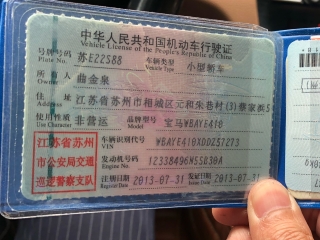 中华人民共和国机动车行驶证
Vehicle License of the People's Republic of China
号牌号码 苏E22S88 车辆类型 小型轿车
Plate No.
所有人 曲金泉
Owner
住址 江苏省苏州市相城区元和朱巷村(3)蔡家浜5
Address
使用性质 非营运 品牌型号 宝马WBAYE410
Use Character Model
江苏省苏州
市公安局交通
巡逻警察支队
车辆识别代号 WBAYE410XDD257273
VIN
发动机号码 12338496N55B30A
Engine No.
注册日期 2013-07-31 发证日期 2013-07-31
Register Date Issue Date